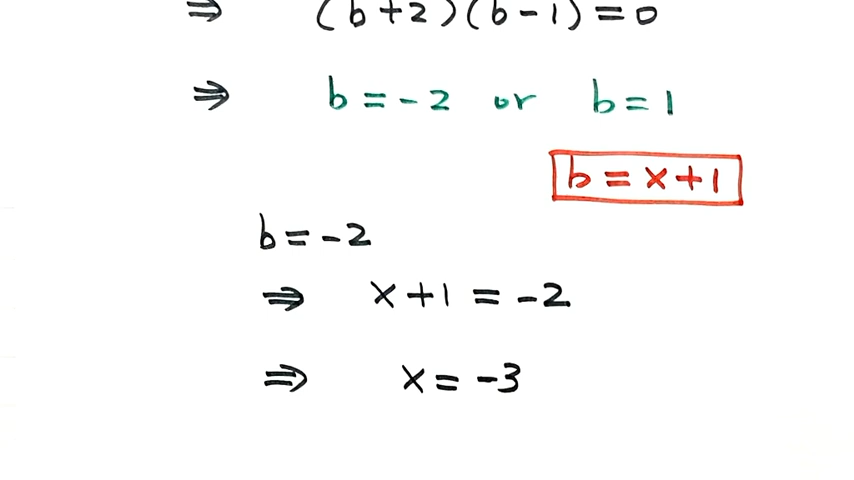 ⇒ (b+2)(b-1)=0
⇒ b=-2 or b=1
b=x+1
b=-2
⇒ x+1=-2
⇒ x=-3